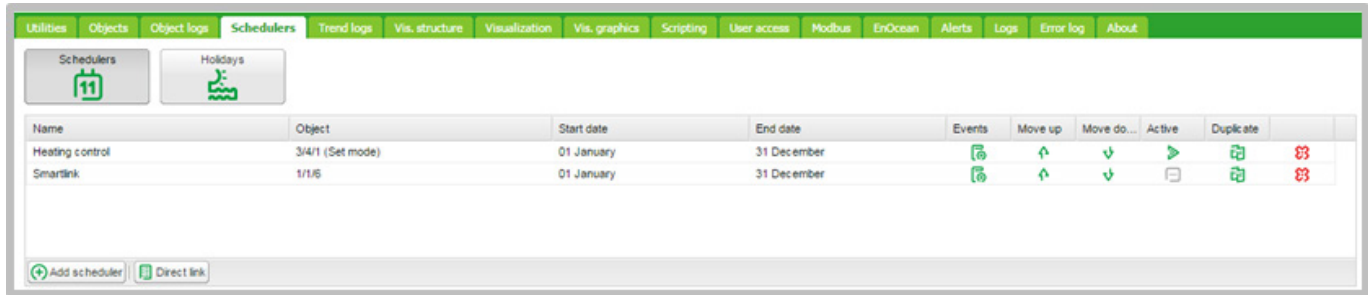 Utilities Objects Object logs Schedulers Trend logs Vis. structure Visualization Vis. graphics Scripting User access Modbus EnOcean Alerts Logs Error log About
Schedulers Holidays
11
Name Object Start date End date Events Move up Move do... Active Duplicate
Heating control 3/4/1 (Set mode) 01 January 31 December
Smartlink 1/1/6 01 January 31 December
Add scheduler Direct link